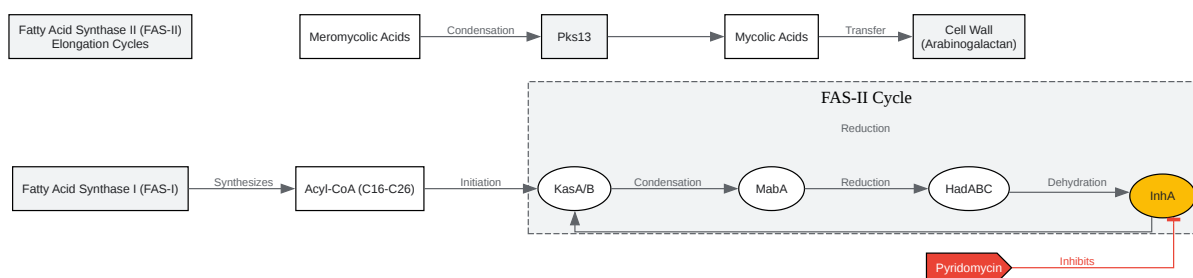 Fatty Acid Synthase II (FAS-II)
Elongation Cycles
Meromycolic Acids
Condensation
Pks13
Mycolic Acids
Transfer
Cell Wall
(Arabinogalactan)
FAS-II Cycle
Reduction
Fatty Acid Synthase I (FAS-I)
Synthesizes
Acyl-CoA (C16-C26)
Initiation
KasA/B
Condensation
MabA
Reduction
HadABC
Dehydration
InhA
Pyridomycin
Inhibits